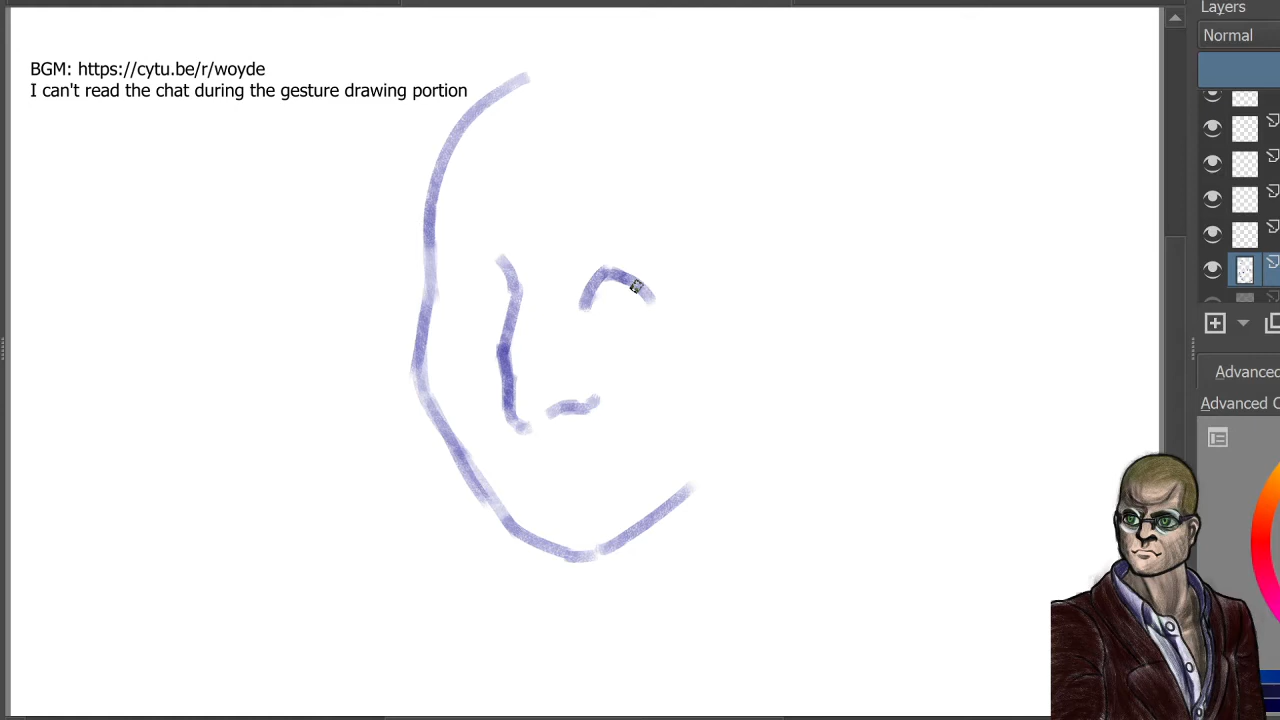 BGM: https://cytu.be/r/woyde
I can't read the chat during the gesture drawing portion
Layers
Normal
Advanced
Advanced C